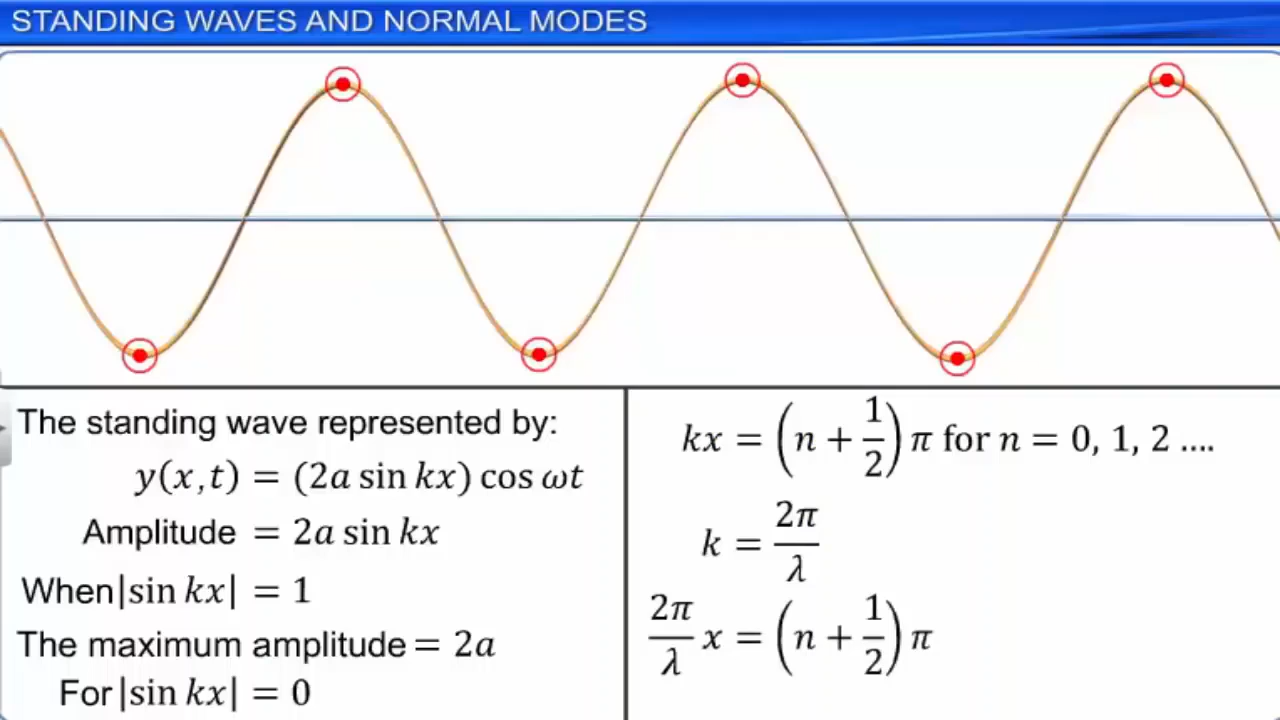 STANDING WAVES AND NORMAL MODES
The standing wave represented by:
y(x,t) = (2a sin kx) cos ωt
Amplitude = 2a sin kx
When |sin kx| = 1
The maximum amplitude = 2a
For |sin kx| = 0
kx = (n + 1/2) π for n = 0, 1, 2 ....
k = 2π/λ
2π/λ x = (n + 1/2) π